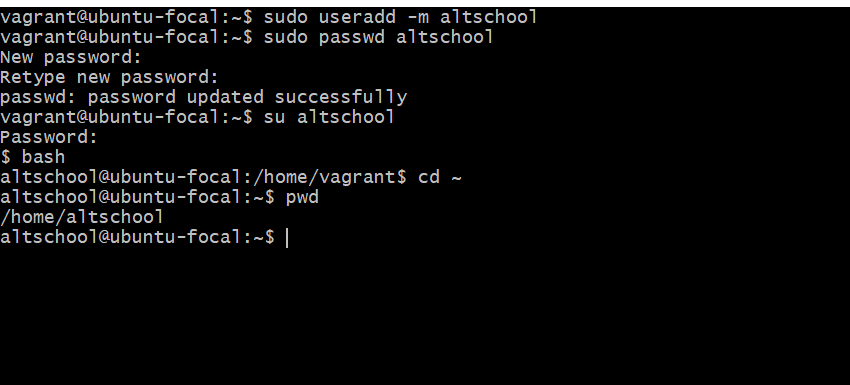 vagrant@ubuntu-focal:~$ sudo useradd -m altschool
vagrant@ubuntu-focal:~$ sudo passwd altschool
New password:
Retype new password:
passwd: password updated successfully
vagrant@ubuntu-focal:~$ su altschool
Password:
$ bash
altschool@ubuntu-focal:/home/vagrant$ cd ~
altschool@ubuntu-focal:~$ pwd
/home/altschool
altschool@ubuntu-focal:~$